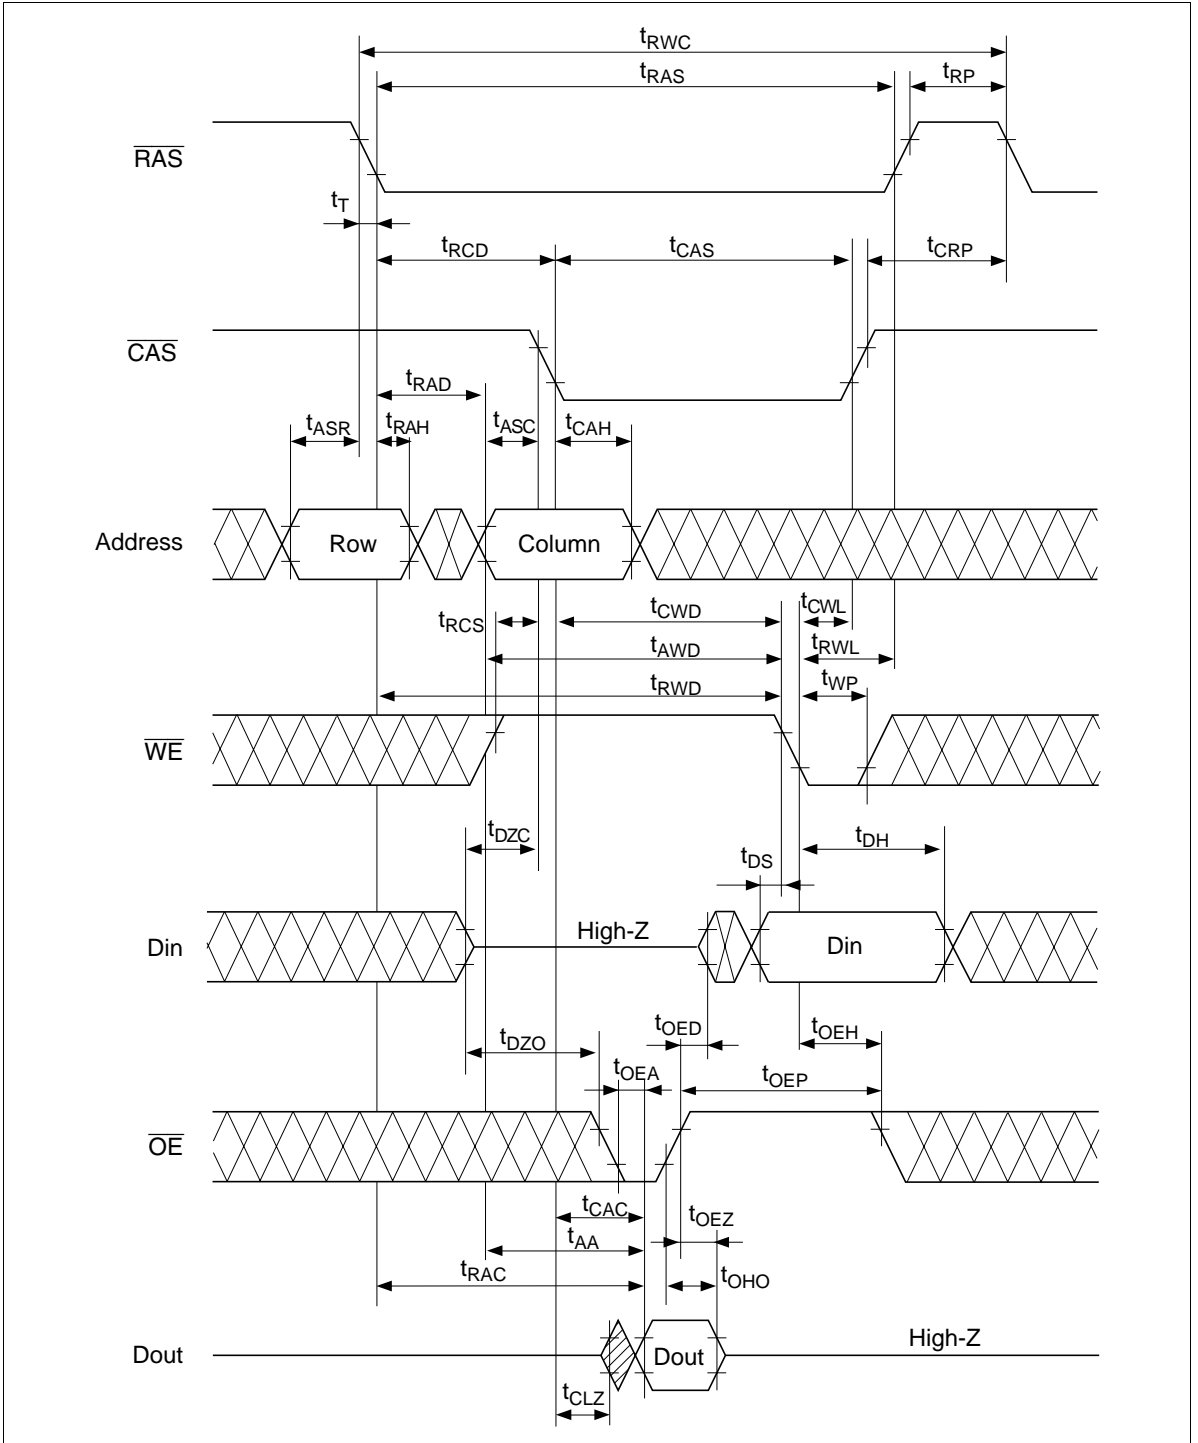 tRWC
tRAS tRP
RAS
tT
tRCD tCAS tCRP
CAS
tRAD
tASR tRAH tASC tCAH
Address Row Column
tRCS tCWD tCWL
tAWD tRWL
tRWD tWP
WE
tDZC tDH
tDS
Din High-Z Din
tDZO tOED tOEH
tOEA tOEP
OE
tCAC tOEZ
tAA
tRAC tOHO
Dout Dout High-Z
tCLZ